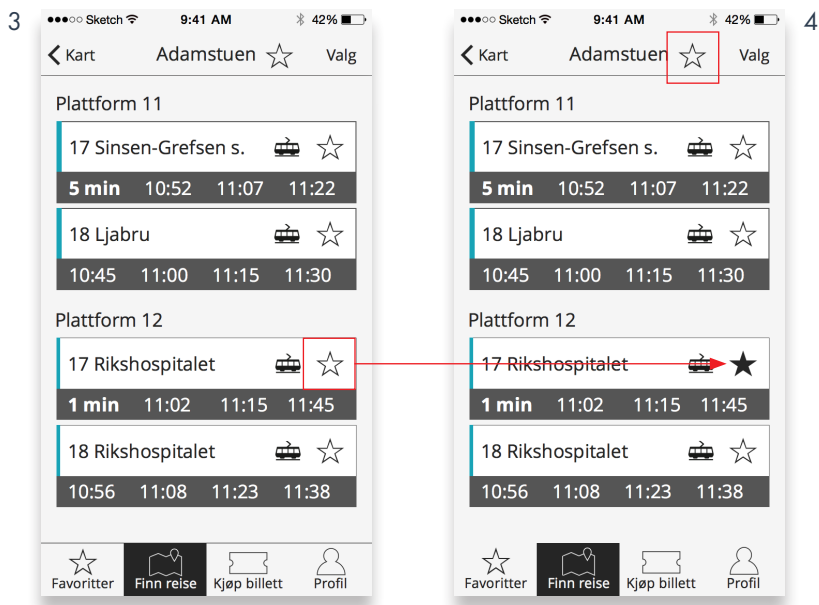 3
Sketch 9:41 AM 42%
Kart Adamstuen Valg
Plattform 11
17 Sinsen-Grefsen s.
5 min 10:52 11:07 11:22
18 Ljabru
10:45 11:00 11:15 11:30
Plattform 12
17 Rikshospitalet
1 min 11:02 11:15 11:45
18 Rikshospitalet
10:56 11:08 11:23 11:38
Favoritter Finn reise Kjøp billett Profil
4
Sketch 9:41 AM 42%
Kart Adamstuen Valg
Plattform 11
17 Sinsen-Grefsen s.
5 min 10:52 11:07 11:22
18 Ljabru
10:45 11:00 11:15 11:30
Plattform 12
17 Rikshospitalet
1 min 11:02 11:15 11:45
18 Rikshospitalet
10:56 11:08 11:23 11:38
Favoritter Finn reise Kjøp billett Profil